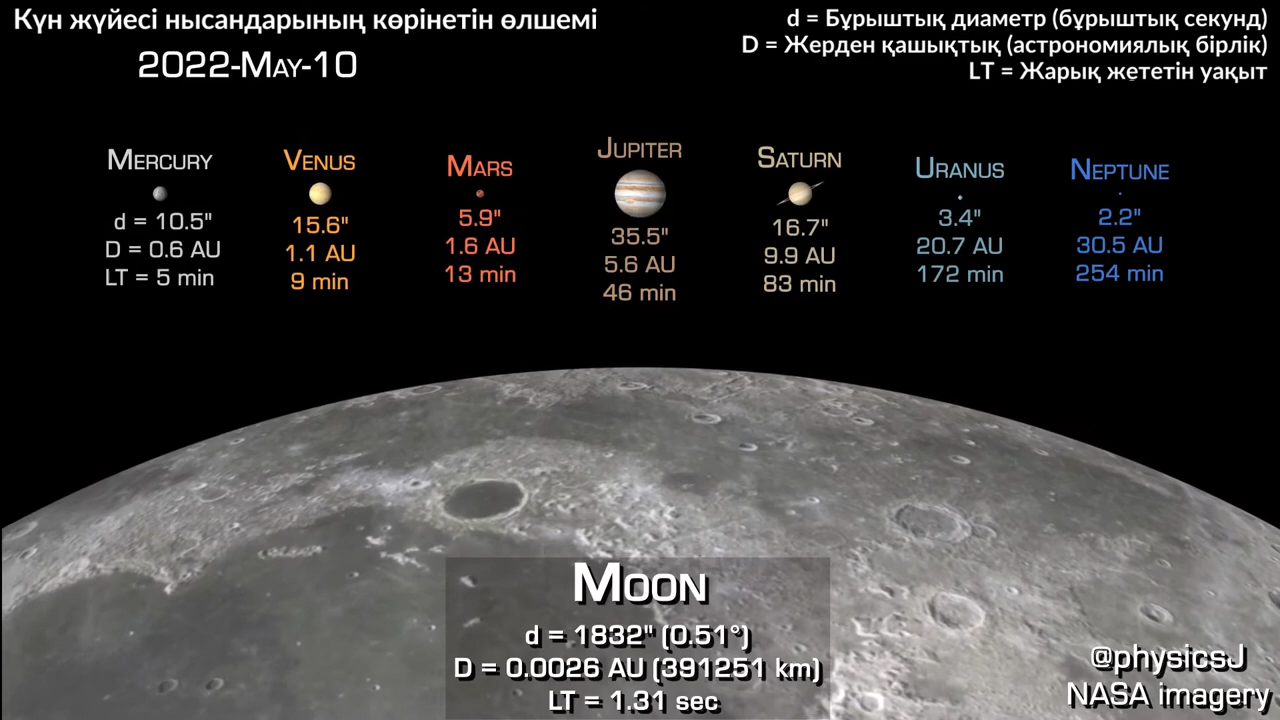 Күн жүйесі нысандарының көрінетін өлшемі
2022-May-10
d = Бұрыштық диаметр (бұрыштық секунд)
D = Жерден қашықтық (астрономиялық бірлік)
LT = Жарық жететін уақыт
Mercury
d = 10.5"
D = 0.6 AU
LT = 5 min
Venus
15.6"
1.1 AU
9 min
Mars
5.9"
1.6 AU
13 min
Jupiter
35.5"
5.6 AU
46 min
Saturn
16.7"
9.9 AU
83 min
Uranus
3.4"
20.7 AU
172 min
Neptune
2.2"
30.5 AU
254 min
Moon
d = 1832" (0.51°)
D = 0.0026 AU (391251 km)
LT = 1.31 sec
@physicsJ
NASA imagery